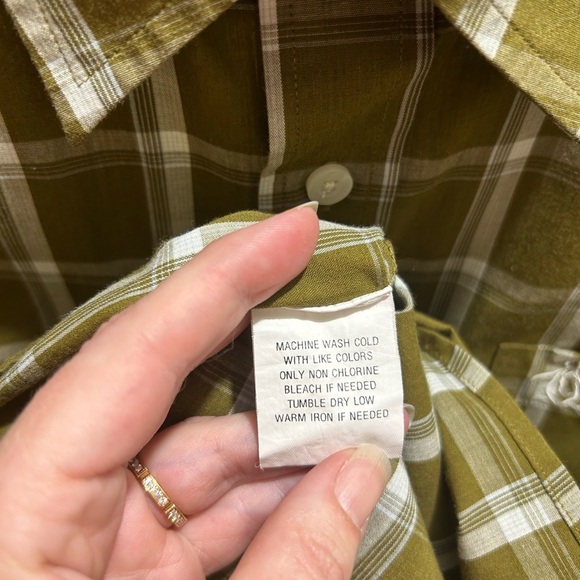 MACHINE WASH COLD
WITH LIKE COLORS
ONLY NON CHLORINE
BLEACH IF NEEDED
TUMBLE DRY LOW
WARM IRON IF NEEDED